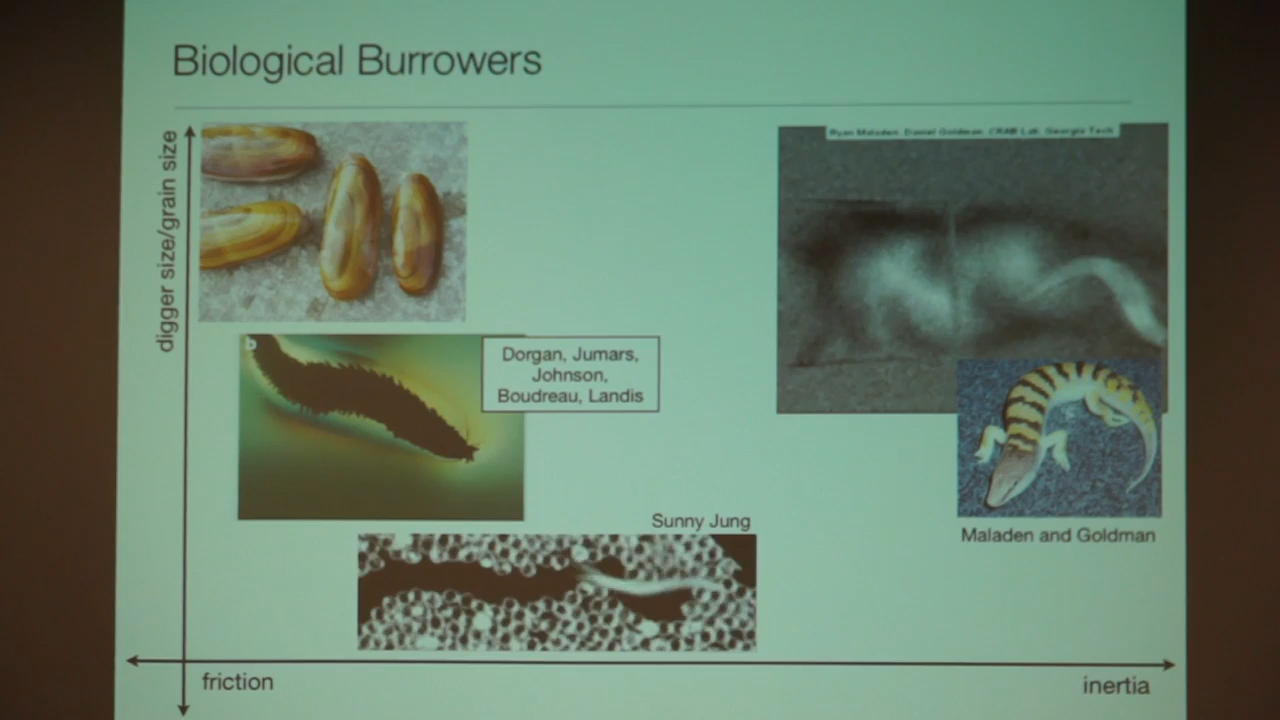 Biological Burrowers
digger size/grain size
Ryan Maladen, Daniel Goldman, CRAB Lab, Georgia Tech
b
Dorgan, Jumars,
Johnson,
Boudreau, Landis
Sunny Jung
Maladen and Goldman
friction
inertia